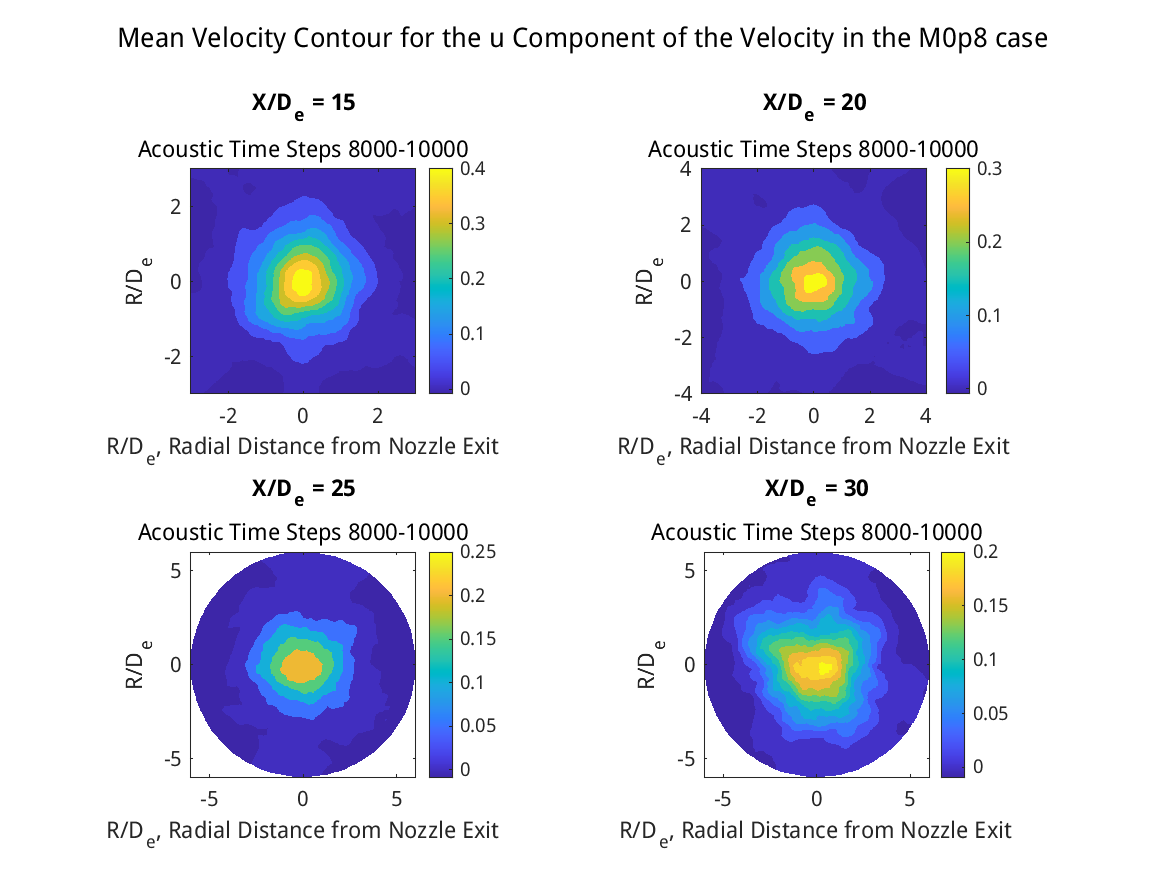 Mean Velocity Contour for the u Component of the Velocity in the M0p8 case
X/De = 15
Acoustic Time Steps 8000-10000
R/De
2
0
-2
-2 0 2
R/De, Radial Distance from Nozzle Exit
0.4
0.3
0.2
0.1
0
X/De = 20
Acoustic Time Steps 8000-10000
R/De
4
2
0
-2
-4
-4 -2 0 2 4
R/De, Radial Distance from Nozzle Exit
0.3
0.2
0.1
0
X/De = 25
Acoustic Time Steps 8000-10000
R/De
5
0
-5
-5 0 5
R/De, Radial Distance from Nozzle Exit
0.25
0.2
0.15
0.1
0.05
0
X/De = 30
Acoustic Time Steps 8000-10000
R/De
5
0
-5
-5 0 5
R/De, Radial Distance from Nozzle Exit
0.2
0.15
0.1
0.05
0